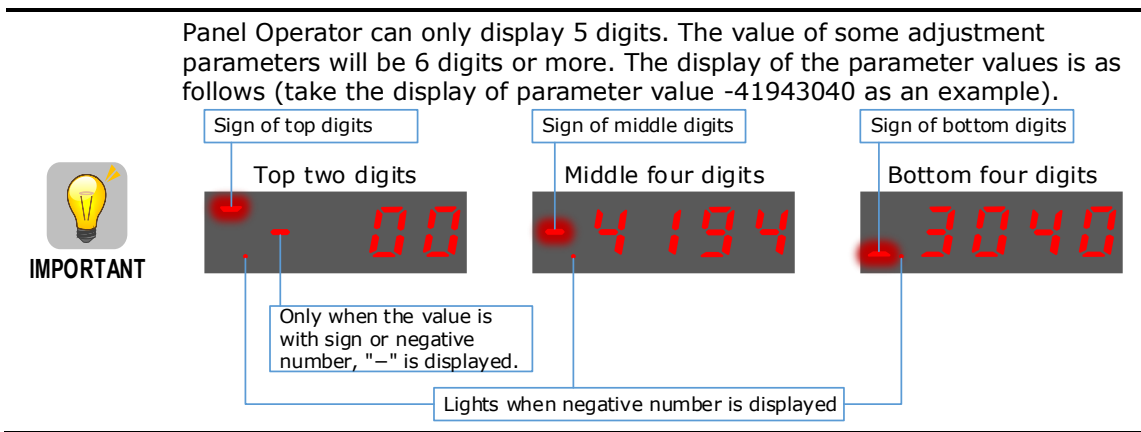 Panel Operator can only display 5 digits. The value of some adjustment
parameters will be 6 digits or more. The display of the parameter values is as
follows (take the display of parameter value -41943040 as an example).
Sign of top digits
Sign of middle digits
Sign of bottom digits
Top two digits
Middle four digits
Bottom four digits
- 00
- 4194
_ 3040
IMPORTANT
Only when the value is
with sign or negative
number, "−" is displayed.
Lights when negative number is displayed